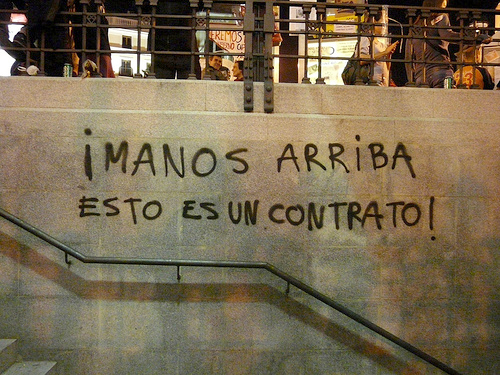 ¡MANOS ARRIBA
ESTO ES UN CONTRATO!